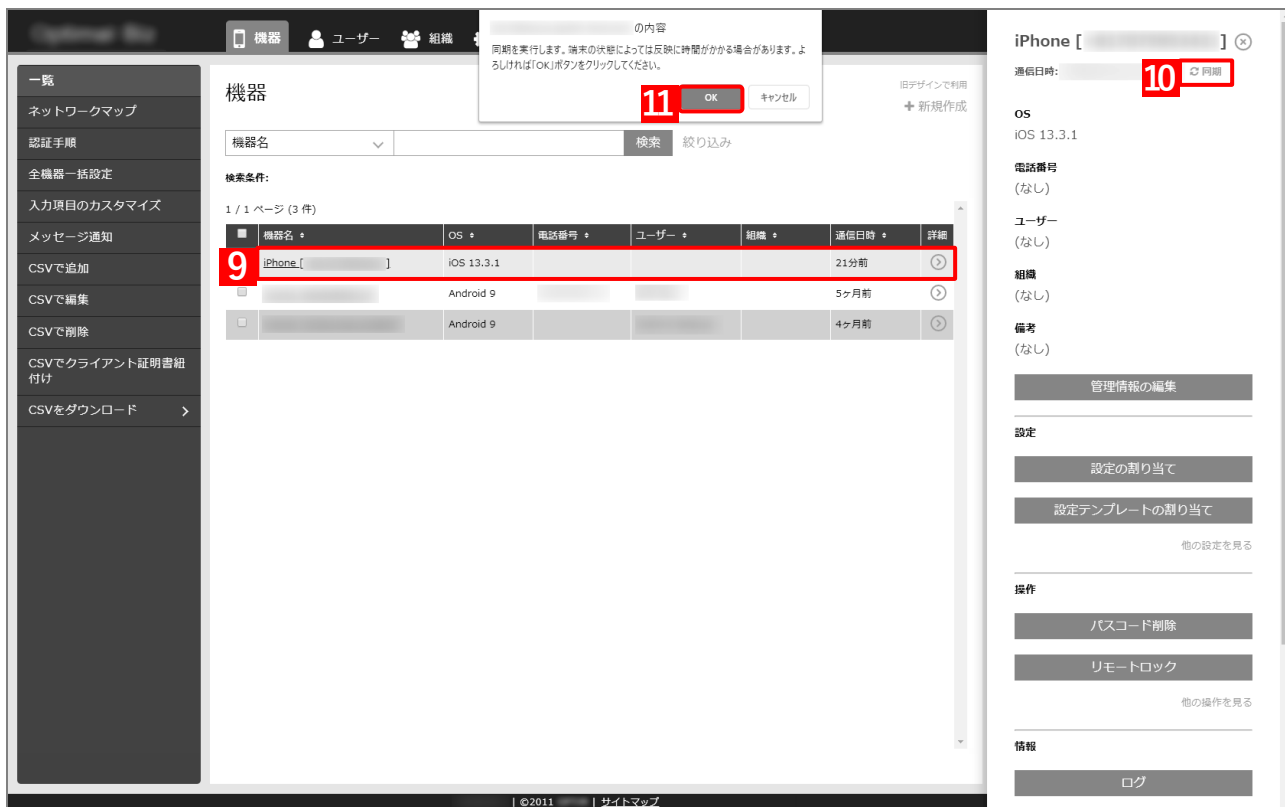 機器
ユーザー
組織
の内容
同期を実行します。端末の状態によっては反映に時間がかかる場合があります。よ
ろしければ「OK」ボタンをクリックしてください。
11
OK
キャンセル
一覧
ネットワークマップ
認証手順
全機器一括設定
入力項目のカスタマイズ
メッセージ通知
CSVで追加
CSVで編集
CSVで削除
CSVでクライアント証明書紐
付け
CSVをダウンロード
機器
旧デザインで利用
新規作成
機器名
検索
絞り込み
検索条件:
1 / 1 ページ (3 件)
機器名 OS 電話番号 ユーザー 組織 通信日時 詳細
9 iPhone [ ] iOS 13.3.1 21分前
Android 9 5ヶ月前
Android 9 4ヶ月前
iPhone [ ]
通信日時: 10 同期
OS
iOS 13.3.1
電話番号
(なし)
ユーザー
(なし)
組織
(なし)
備考
(なし)
管理情報の編集
設定
設定の割り当て
設定テンプレートの割り当て
他の設定を見る
操作
パスコード削除
リモートロック
他の操作を見る
情報
ログ
| ©2011 | サイトマップ